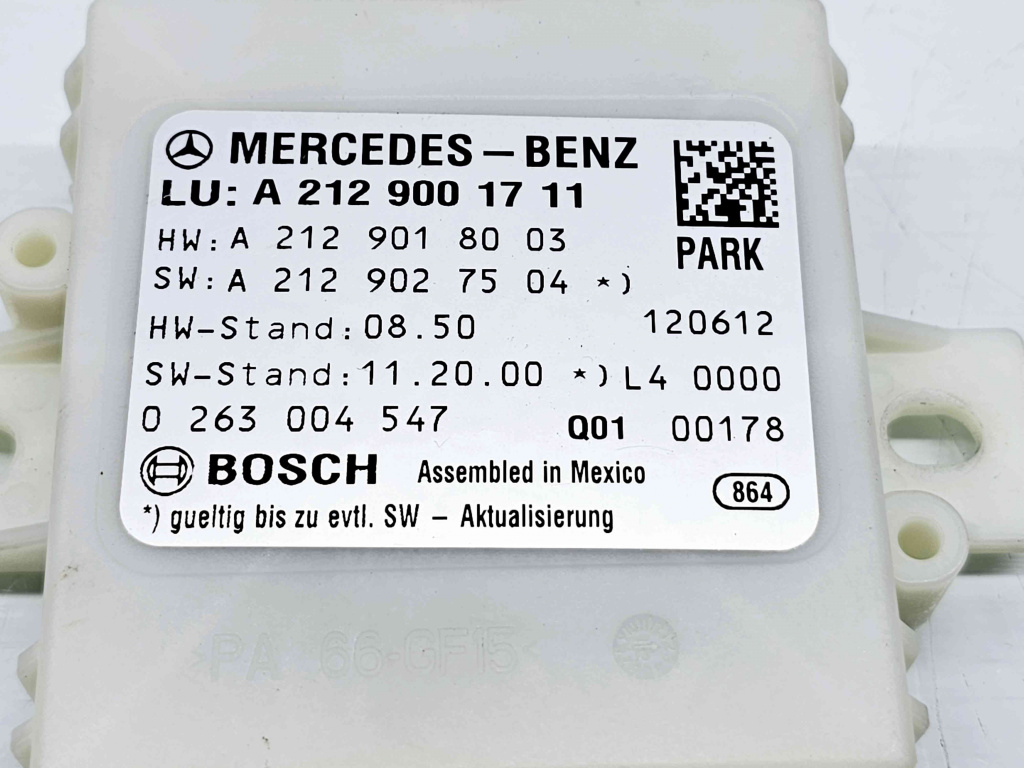 MERCEDES-BENZ
LU: A 212 900 17 11
HW: A 212 901 80 03
PARK
SW: A 212 902 75 04 *)
HW-Stand: 08.50 120612
SW-Stand: 11.20.00 *) L4 0000
0 263 004 547 Q01 00178
BOSCH Assembled in Mexico
864
*) gueltig bis zu evtl. SW - Aktualisierung
>PA 66-GF15<